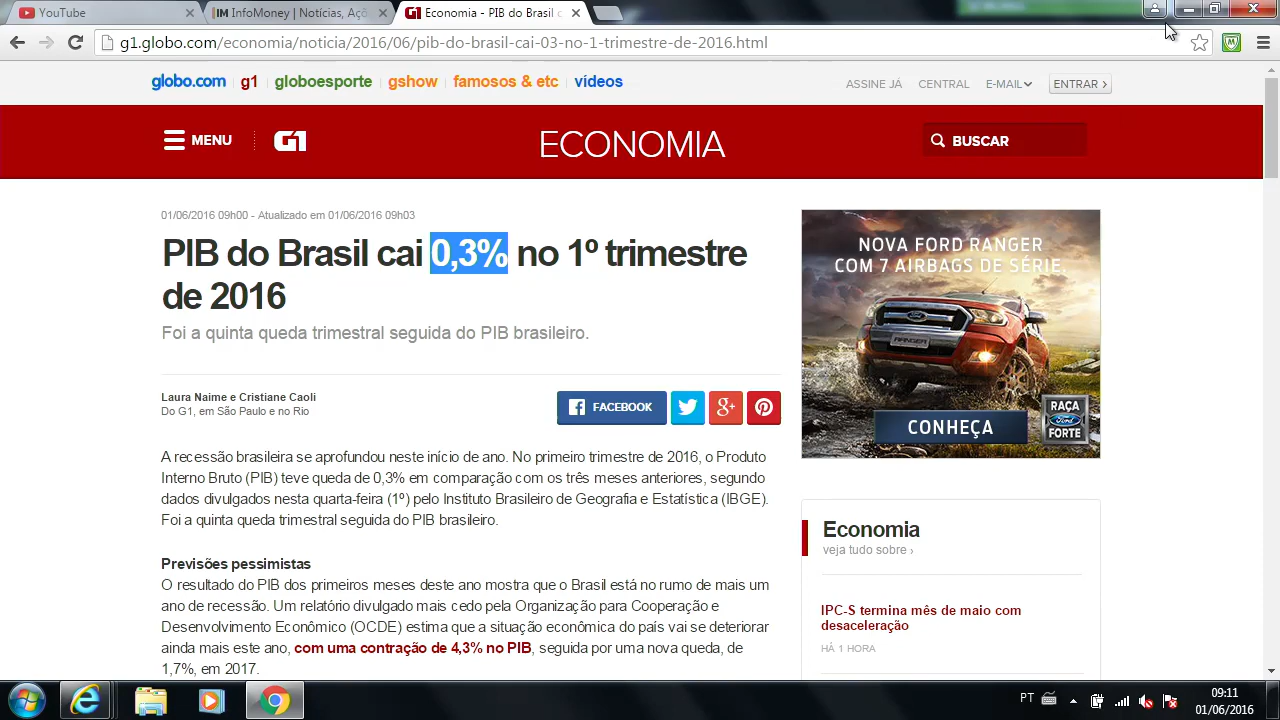 YouTube
InfoMoney | Notícias, Açõ
Economia - PIB do Brasil c
g1.globo.com/economia/noticia/2016/06/pib-do-brasil-cai-03-no-1-trimestre-de-2016.html
globo.com g1 globoesporte gshow famosos & etc vídeos
ASSINE JÁ CENTRAL E-MAIL ENTRAR ›
MENU G1 ECONOMIA BUSCAR
01/06/2016 09h00 - Atualizado em 01/06/2016 09h03
PIB do Brasil cai 0,3% no 1º trimestre
de 2016
Foi a quinta queda trimestral seguida do PIB brasileiro.
Laura Naime e Cristiane Caoli
Do G1, em São Paulo e no Rio
FACEBOOK
A recessão brasileira se aprofundou neste início de ano. No primeiro trimestre de 2016, o Produto
Interno Bruto (PIB) teve queda de 0,3% em comparação com os três meses anteriores, segundo
dados divulgados nesta quarta-feira (1º) pelo Instituto Brasileiro de Geografia e Estatística (IBGE).
Foi a quinta queda trimestral seguida do PIB brasileiro.
Previsões pessimistas
O resultado do PIB dos primeiros meses deste ano mostra que o Brasil está no rumo de mais um
ano de recessão. Um relatório divulgado mais cedo pela Organização para Cooperação e
Desenvolvimento Econômico (OCDE) estima que a situação econômica do país vai se deteriorar
ainda mais este ano, com uma contração de 4,3% no PIB, seguida por uma nova queda, de
1,7%, em 2017.
NOVA FORD RANGER
COM 7 AIRBAGS DE SÉRIE.
Ford
RANGER
CONHEÇA
RAÇA
Ford
FORTE
Economia
veja tudo sobre ›
IPC-S termina mês de maio com
desaceleração
HÁ 1 HORA
PT
09:11
01/06/2016